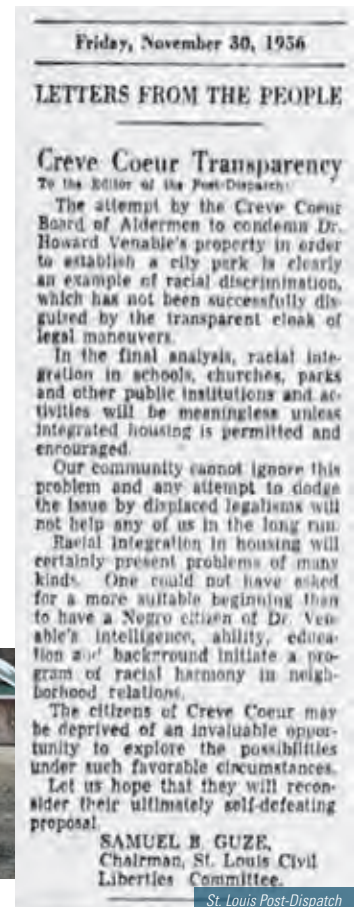 Friday, November 30, 1956
LETTERS FROM THE PEOPLE
Creve Coeur Transparency
To the Editor of the Post-Dispatch:
The attempt by the Creve Coeur
Board of Aldermen to condemn Dr.
Howard Venable's property in order
to establish a city park is clearly
an example of racial discrimination,
which has not been successfully dis-
guised by the transparent cloak of
legal maneuvers.
In the final analysis, racial inte-
gration in schools, churches, parks
and other public institutions and ac-
tivities will be meaningless unless
integrated housing is permitted and
encouraged.
Our community cannot ignore this
problem and any attempt to dodge
the issue by displaced legalisms will
not help any of us in the long run.
Racial integration in housing will
certainly present problems of many
kinds. One could not have asked
for a more suitable beginning than
to have a Negro citizen of Dr. Ven-
able's intelligence, ability, educa-
tion and background initiate a pro-
gram of racial harmony in neigh-
borhood relations.
The citizens of Creve Coeur may
be deprived of an invaluable oppor-
tunity to explore the possibilities
under such favorable circumstances.
Let us hope that they will recon-
sider their ultimately self-defeating
proposal.
SAMUEL B. GUZE,
Chairman, St. Louis Civil
Liberties Committee.
St. Louis Post-Dispatch